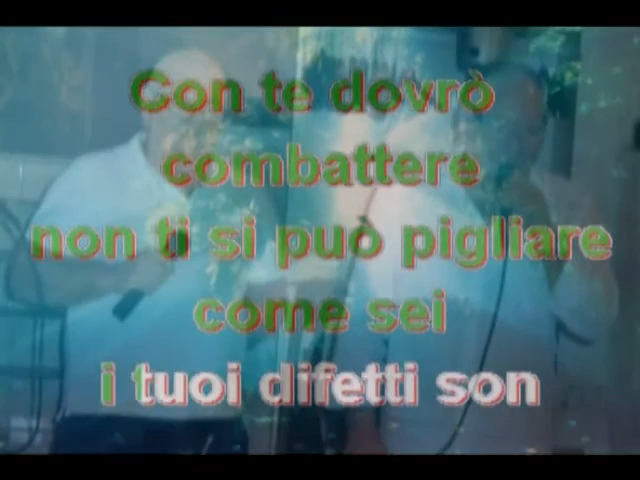 Con te dovrò
combattere
non ti si può pigliare
come sei
i tuoi difetti son